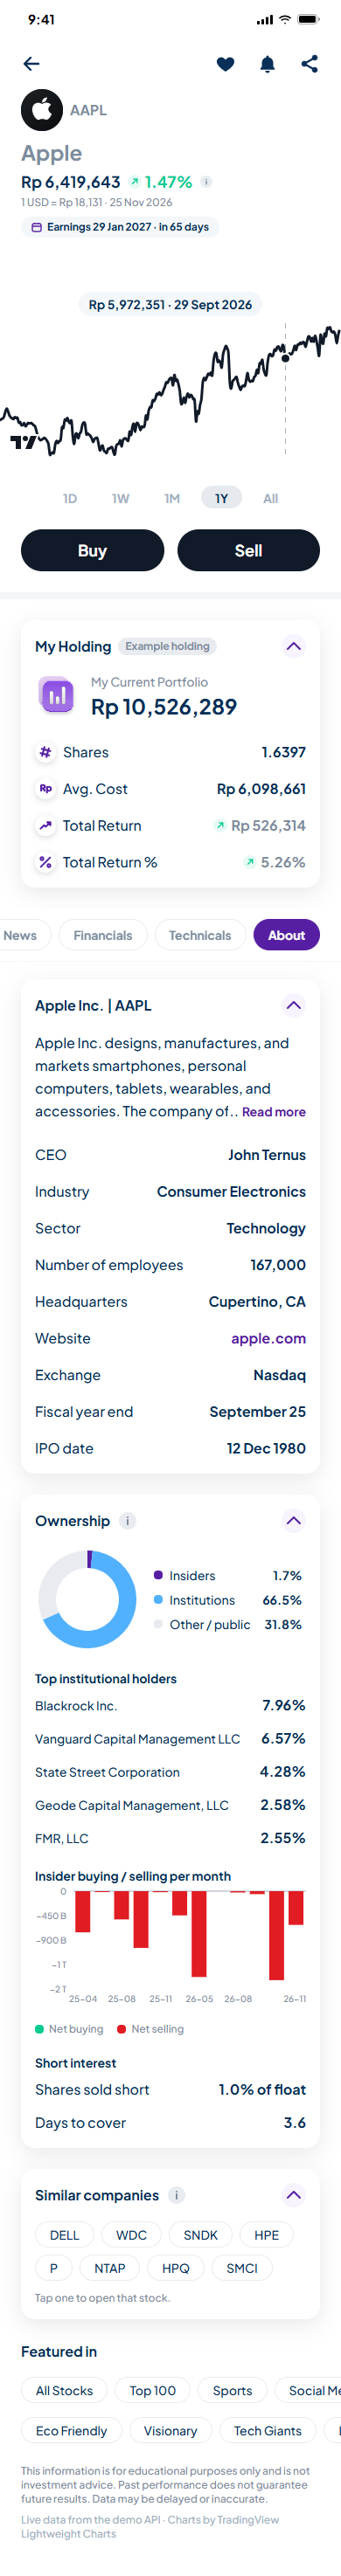 9:41
AAPL
Apple
Rp 6,419,643 1.47%
1 USD = Rp 18,131 · 25 Nov 2026
Earnings 29 Jan 2027 · in 65 days
Rp 5,972,351 · 29 Sept 2026
1D 1W 1M 1Y All
Buy Sell
My Holding Example holding
My Current Portfolio
Rp 10,526,289
Shares 1.6397
Rp Avg. Cost Rp 6,098,661
Total Return Rp 526,314
Total Return % 5.26%
News Financials Technicals About
Apple Inc. | AAPL
Apple Inc. designs, manufactures, and
markets smartphones, personal
computers, tablets, wearables, and
accessories. The company of.. Read more
CEO John Ternus
Industry Consumer Electronics
Sector Technology
Number of employees 167,000
Headquarters Cupertino, CA
Website apple.com
Exchange Nasdaq
Fiscal year end September 25
IPO date 12 Dec 1980
Ownership
Insiders 1.7%
Institutions 66.5%
Other / public 31.8%
Top institutional holders
Blackrock Inc. 7.96%
Vanguard Capital Management LLC 6.57%
State Street Corporation 4.28%
Geode Capital Management, LLC 2.58%
FMR, LLC 2.55%
Insider buying / selling per month
0
-450 B
-900 B
-1 T
-2 T
25-04 25-08 25-11 26-05 26-08 26-11
Net buying Net selling
Short interest
Shares sold short 1.0% of float
Days to cover 3.6
Similar companies
DELL WDC SNDK HPE
P NTAP HPQ SMCI
Tap one to open that stock.
Featured in
All Stocks Top 100 Sports Social Me
Eco Friendly Visionary Tech Giants
This information is for educational purposes only and is not
investment advice. Past performance does not guarantee
future results. Data may be delayed or inaccurate.
Live data from the demo API · Charts by TradingView
Lightweight Charts